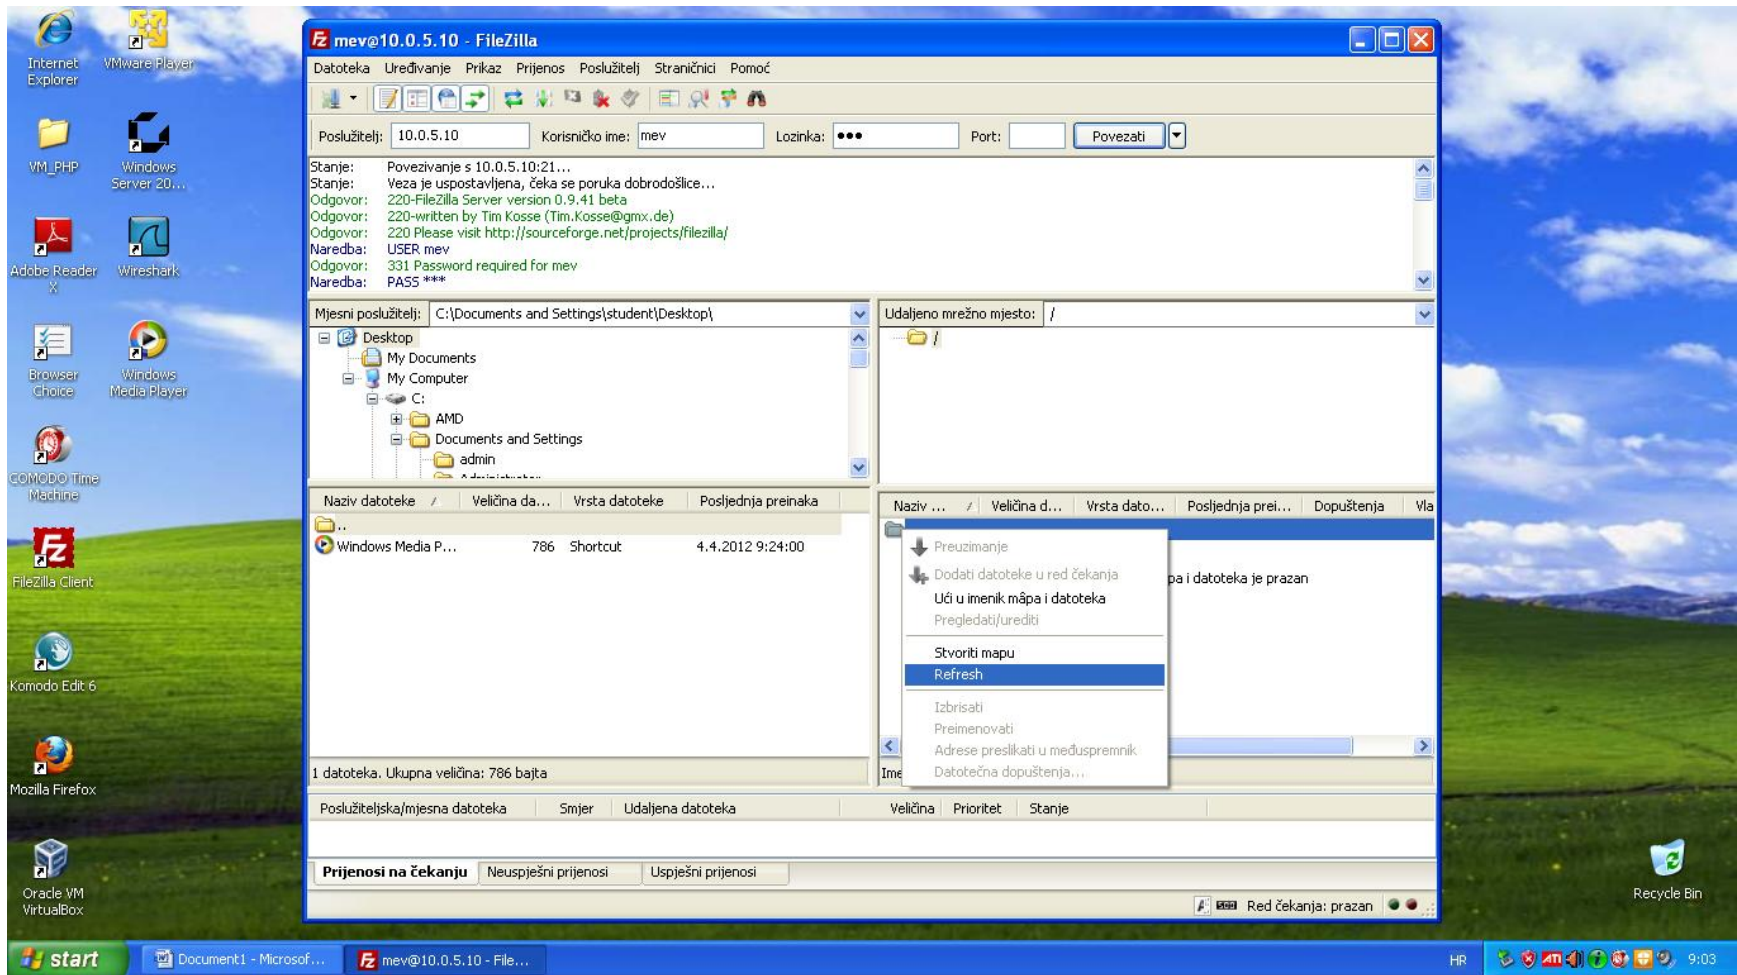 Internet
Explorer
VMware Player
VM_PHP
Windows
Server 20...
Adobe Reader
X
Wireshark
Browser
Choice
Windows
Media Player
COMODO Time
Machine
FileZilla Client
Komodo Edit 6
Mozilla Firefox
Oracle VM
VirtualBox
Recycle Bin
mev@10.0.5.10 - FileZilla
Datoteka Uređivanje Prikaz Prijenos Poslužitelj Straničnici Pomoć
Poslužitelj: 10.0.5.10 Korisničko ime: mev Lozinka: ●●● Port: Povezati
Stanje: Povezivanje s 10.0.5.10:21...
Stanje: Veza je uspostavljena, čeka se poruka dobrodošlice...
Odgovor: 220-FileZilla Server version 0.9.41 beta
Odgovor: 220-written by Tim Kosse (Tim.Kosse@gmx.de)
Odgovor: 220 Please visit http://sourceforge.net/projects/filezilla/
Naredba: USER mev
Odgovor: 331 Password required for mev
Naredba: PASS ***
Mjesni poslužitelj: C:\Documents and Settings\student\Desktop\
Desktop
My Documents
My Computer
C:
AMD
Documents and Settings
admin
Udaljeno mrežno mjesto: /
/
Naziv datoteke Veličina da... Vrsta datoteke Posljednja preinaka
..
Windows Media P... 786 Shortcut 4.4.2012 9:24:00
1 datoteka. Ukupna veličina: 786 bajta
Naziv ... Veličina d... Vrsta dato... Posljednja prei... Dopuštenja Vla
pa i datoteka je prazan
Preuzimanje
Dodati datoteke u red čekanja
Ući u imenik mâpa i datoteka
Pregledati/urediti
Stvoriti mapu
Refresh
Izbrisati
Preimenovati
Adrese preslikati u međuspremnik
Datotečna dopuštenja...
Ime
Poslužiteljska/mjesna datoteka Smjer Udaljena datoteka Veličina Prioritet Stanje
Prijenosi na čekanju Neuspješni prijenosi Uspješni prijenosi
Red čekanja: prazan
start Document1 - Microsof... mev@10.0.5.10 - File... HR ATI 9:03